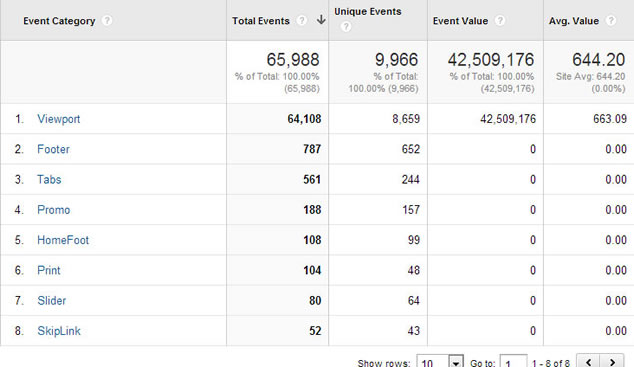 Event Category ? Total Events ? ↓ Unique Events ? Event Value ? Avg. Value ?
65,988 9,966 42,509,176 644.20
% of Total: 100.00% (65,988) % of Total: 100.00% (9,966) % of Total: 100.00% (42,509,176) Site Avg: 644.20 (0.00%)
1. Viewport 64,108 8,659 42,509,176 663.09
2. Footer 787 652 0 0.00
3. Tabs 561 244 0 0.00
4. Promo 188 157 0 0.00
5. HomeFoot 108 99 0 0.00
6. Print 104 48 0 0.00
7. Slider 80 64 0 0.00
8. SkipLink 52 43 0 0.00
Show rows: 10 Go to: 1 1 - 8 of 8 < >